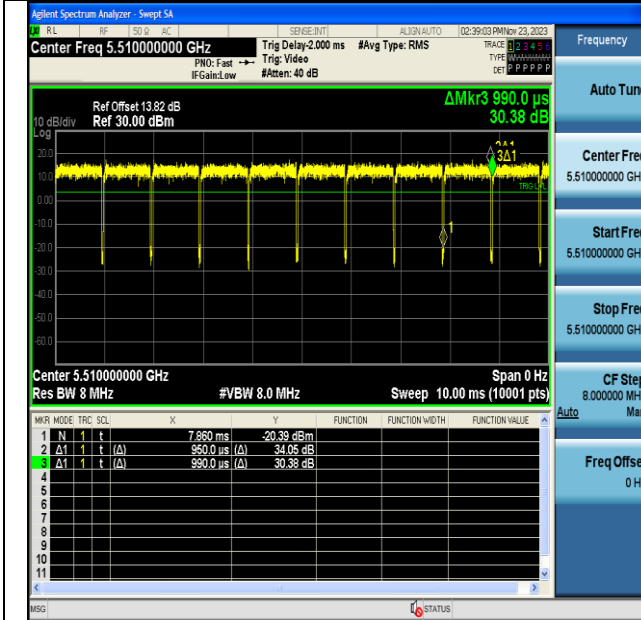 Agilent Spectrum Analyzer - Swept SA
LXI RL RF 50 Ω AC SENSE:INT ALIGN AUTO 02:39:03 PM Nov 23, 2023
Center Freq 5.510000000 GHz
PNO: Fast
IFGain:Low
Trig Delay-2.000 ms
Trig: Video
#Atten: 40 dB
#Avg Type: RMS
TRACE 1 2 3 4 5 6
TYPE
DET P P P P P P
Ref Offset 13.82 dB
10 dB/div Ref 30.00 dBm
Log
ΔMkr3 990.0 µs
30.38 dB
20.0
10.0
0.00
-10.0
-20.0
-30.0
-40.0
-50.0
-60.0
3Δ1
1
TRIG LVL
Center 5.510000000 GHz Span 0 Hz
Res BW 8 MHz #VBW 8.0 MHz Sweep 10.00 ms (10001 pts)
MKR MODE TRC SCL X Y FUNCTION FUNCTION WIDTH FUNCTION VALUE
1 N 1 t 7.860 ms -20.39 dBm
2 Δ1 1 t (Δ) 950.0 µs (Δ) 34.05 dB
3 Δ1 1 t (Δ) 990.0 µs (Δ) 30.38 dB
4
5
6
7
8
9
10
11
MSG STATUS
Frequency
Auto Tun
Center Fre
5.510000000 GH
Start Fre
5.510000000 GH
Stop Fre
5.510000000 GH
CF Step
8.000000 MH
Auto Ma
Freq Offse
0 H